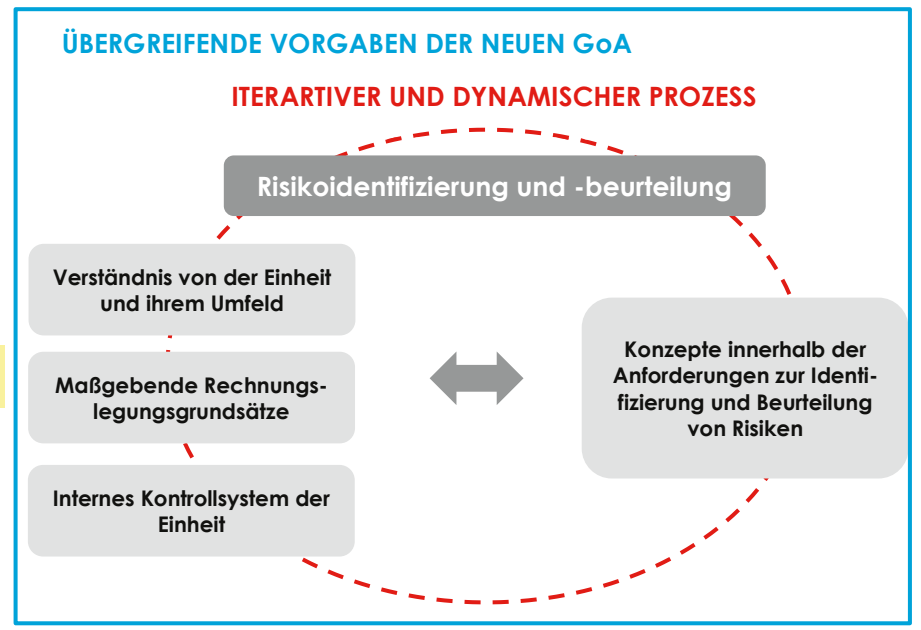 ÜBERGREIFENDE VORGABEN DER NEUEN GoA
ITERARTIVER UND DYNAMISCHER PROZESS
Risikoidentifizierung und -beurteilung
Verständnis von der Einheit
und ihrem Umfeld
Maßgebende Rechnungs-
legungsgrundsätze
Internes Kontrollsystem der
Einheit
Konzepte innerhalb der
Anforderungen zur Identi-
fizierung und Beurteilung
von Risiken